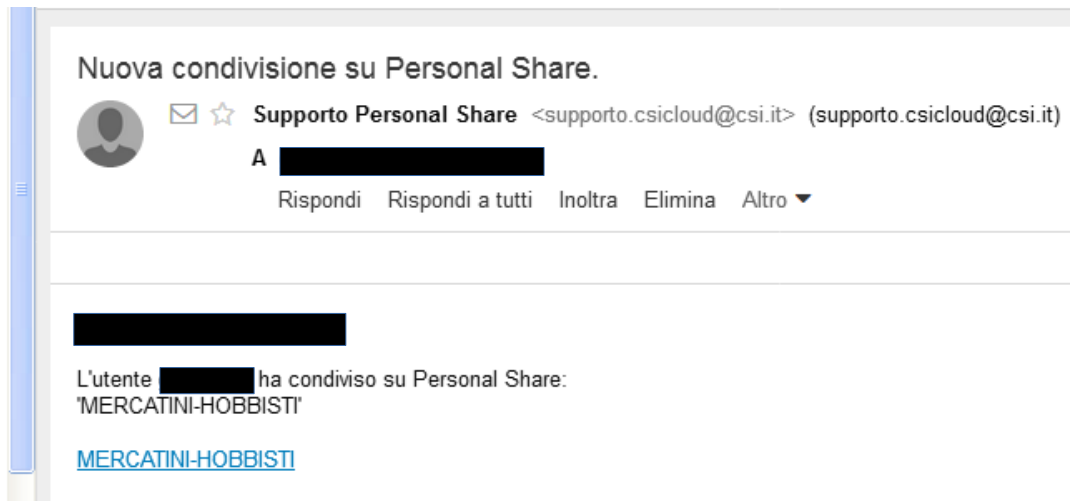 Nuova condivisione su Personal Share.
Supporto Personal Share <supporto.csicloud@csi.it> (supporto.csicloud@csi.it)
A
Rispondi Rispondi a tutti Inoltra Elimina Altro
L'utente ha condiviso su Personal Share:
'MERCATINI-HOBBISTI'
MERCATINI-HOBBISTI